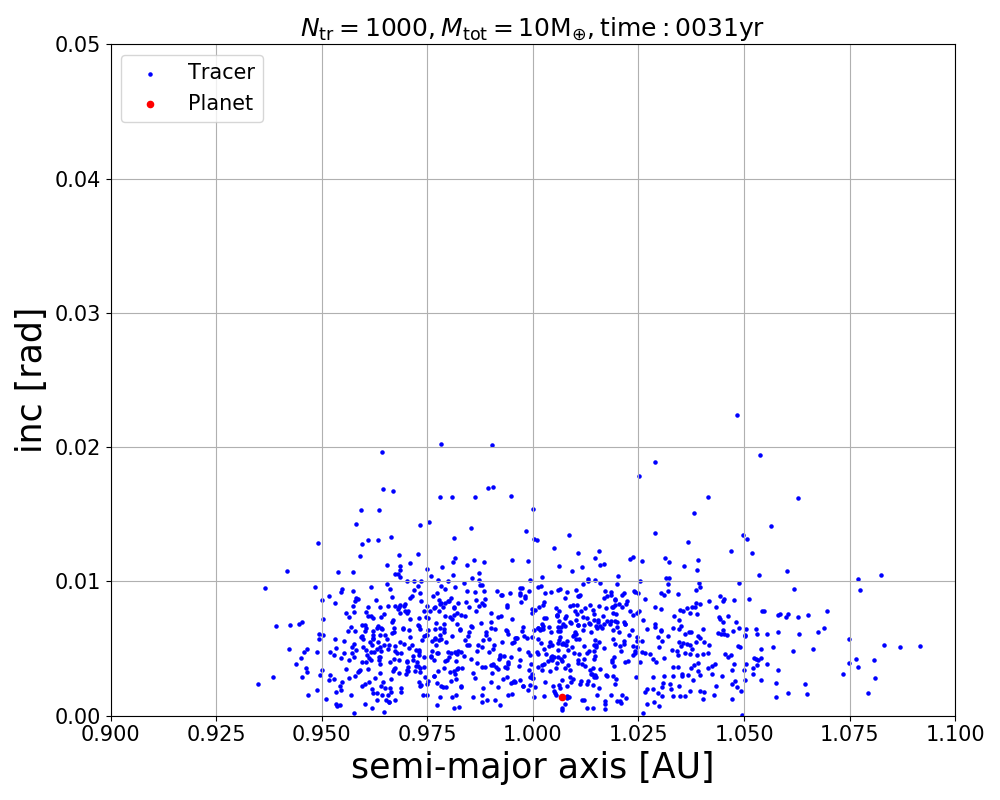 N_tr = 1000, M_tot = 10M_⊕, time : 0031yr
0.05
Tracer
Planet
0.04
0.03
0.02
0.01
0.00
inc [rad]
0.900 0.925 0.950 0.975 1.000 1.025 1.050 1.075 1.100
semi-major axis [AU]